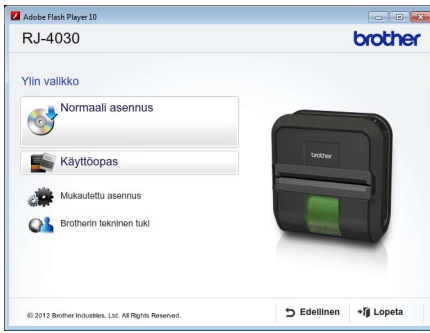 Adobe Flash Player 10
RJ-4030
brother
Ylin valikko
Normaali asennus
Käyttöopas
Mukautettu asennus
Brotherin tekninen tuki
brother
© 2012 Brother Industries, Ltd. All Rights Reserved.
Edellinen
Lopeta